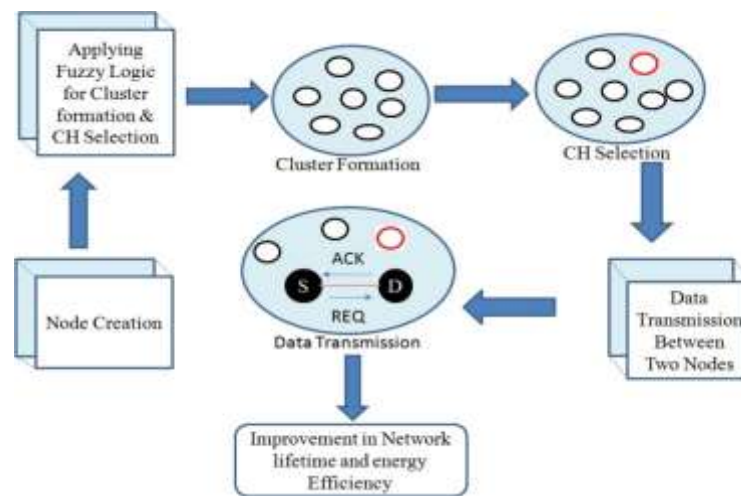 Applying
Fuzzy Logic
for Cluster
formation &
CH Selection
Cluster Formation
CH Selection
Node Creation
ACK
S
D
REQ
Data Transmission
Data
Transmission
Between
Two Nodes
Improvement in Network
lifetime and energy
Efficiency